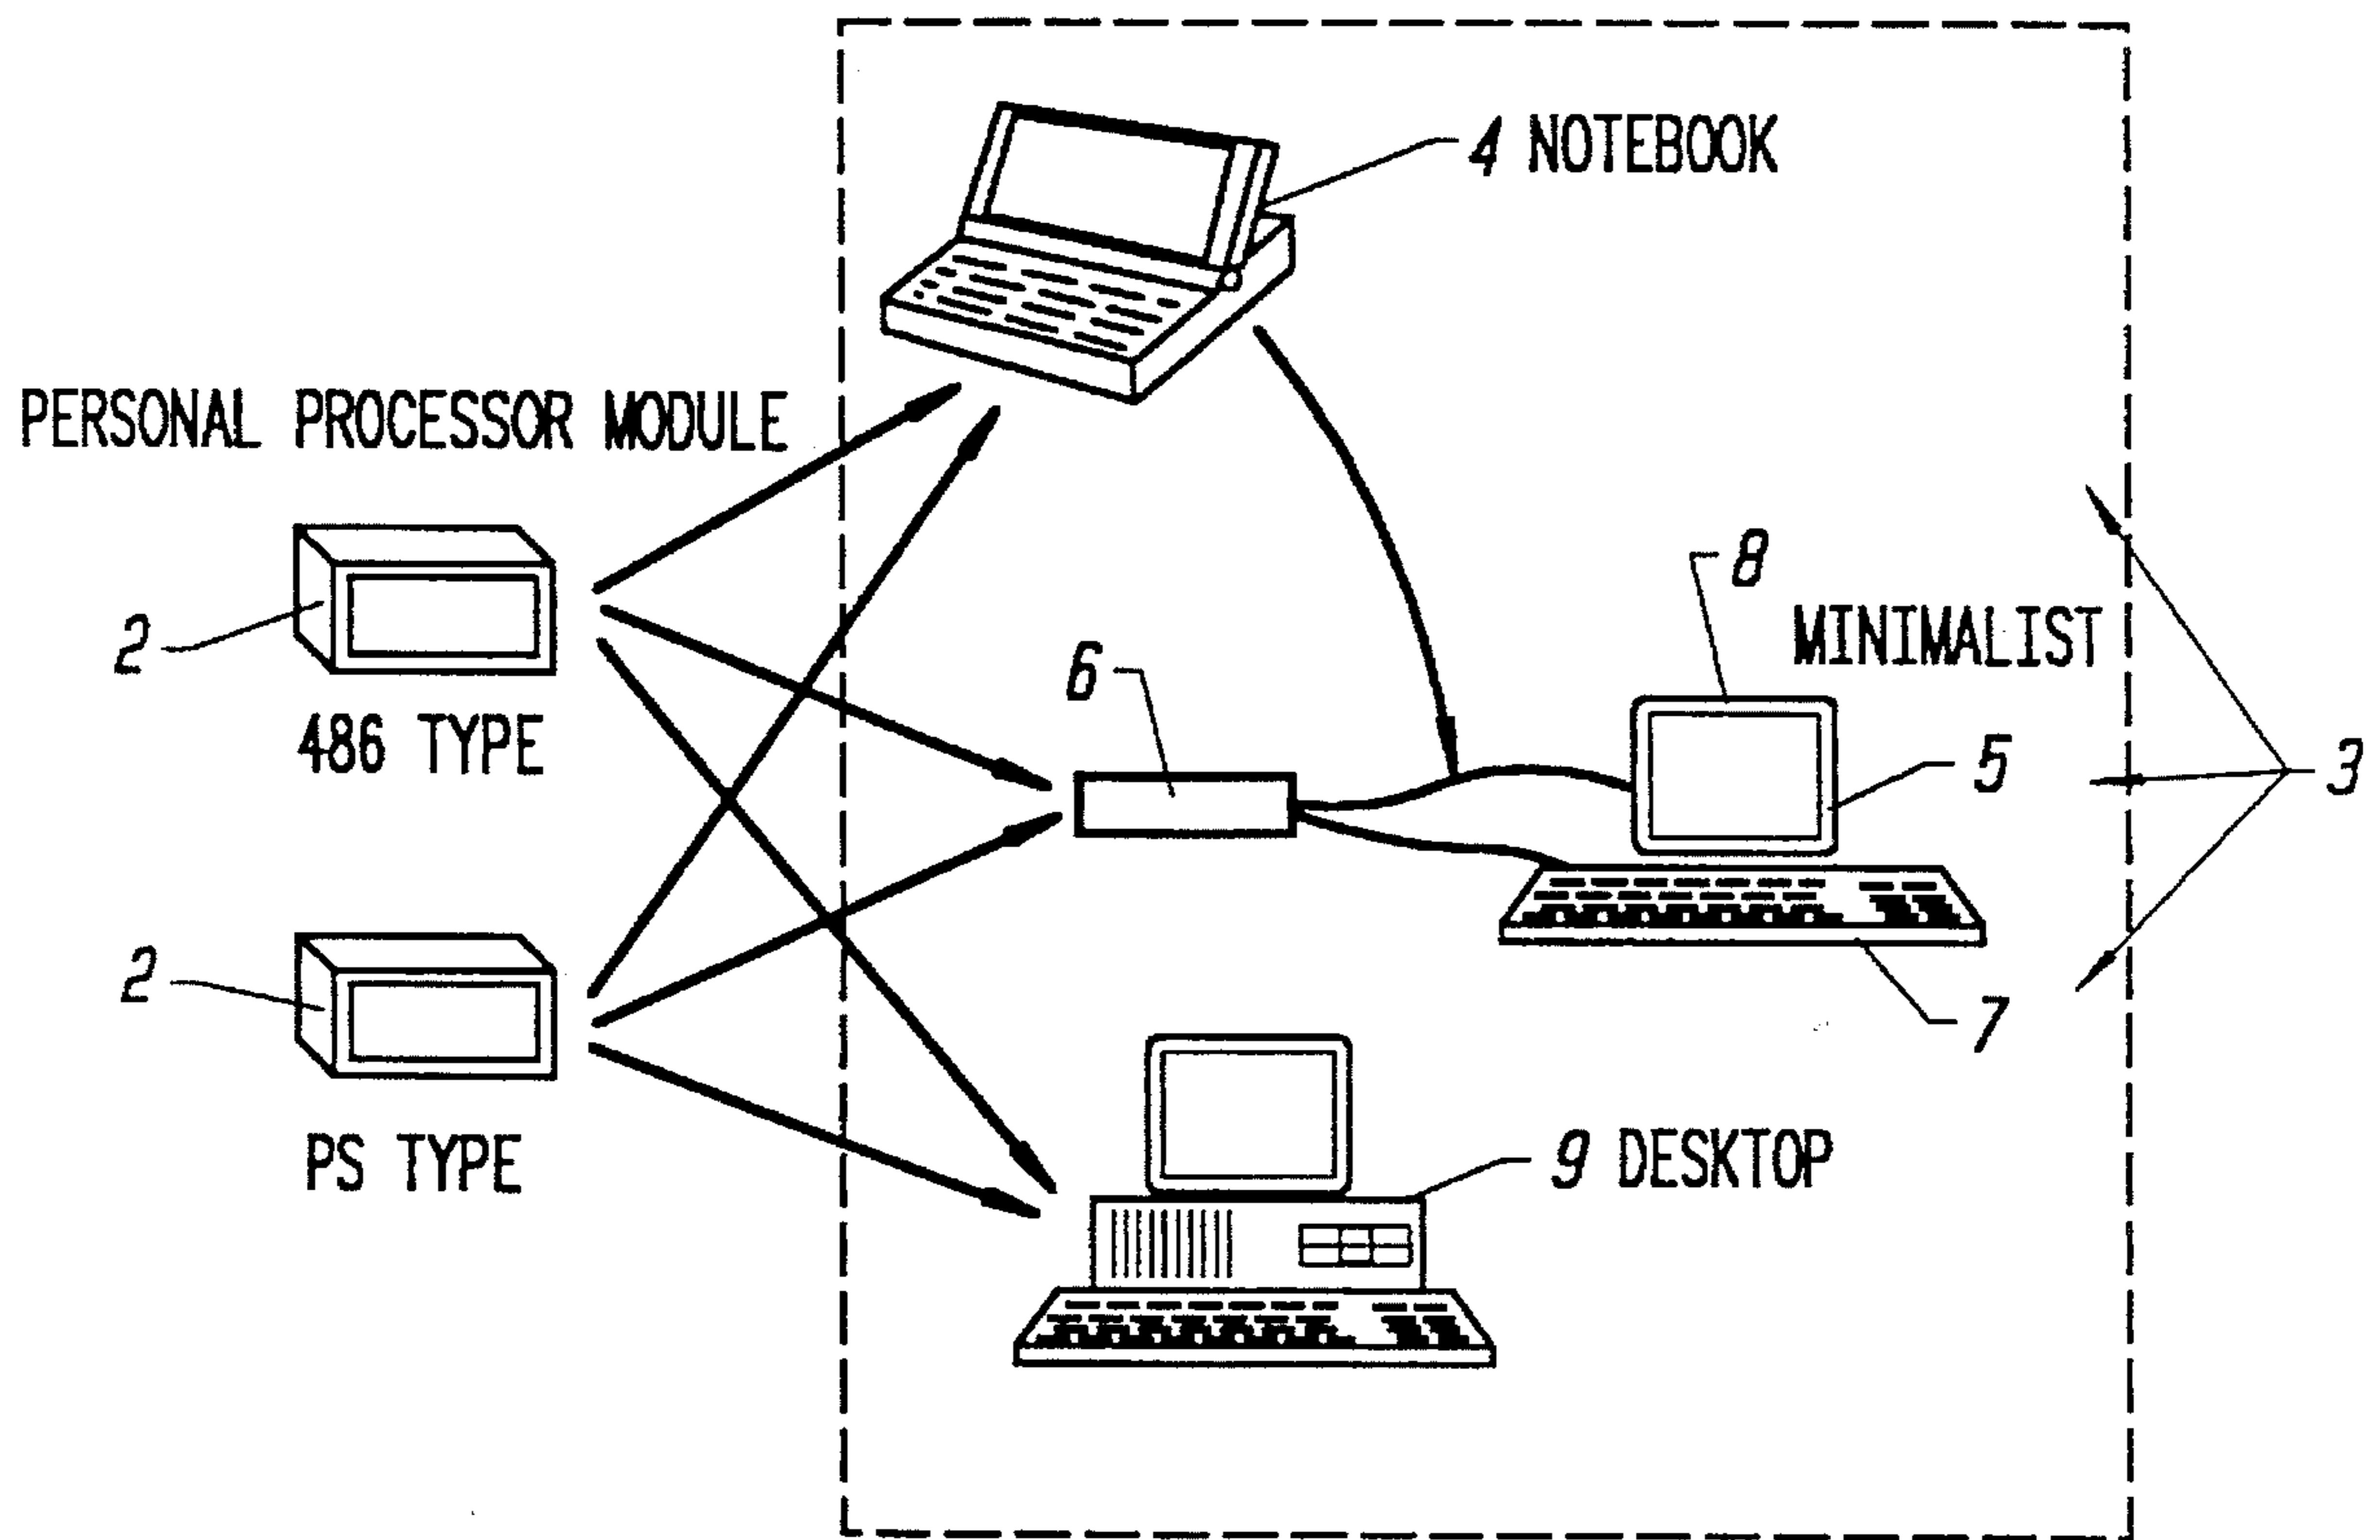 4 NOTEBOOK
PERSONAL PROCESSOR MODULE
2
486 TYPE
6
8
MINIMALIST
5
3
2
7
PS TYPE
9 DESKTOP